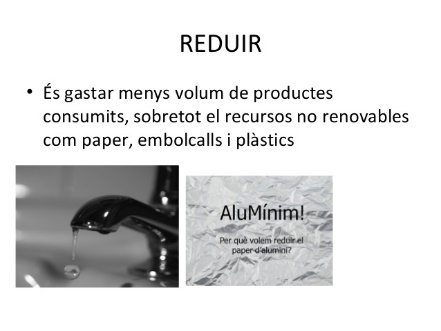 REDUIR
• És gastar menys volum de productes
consumits, sobretot el recursos no renovables
com paper, embolcalls i plàstics
AluMínim!
Per què volem reduir el
paper d'alumini?